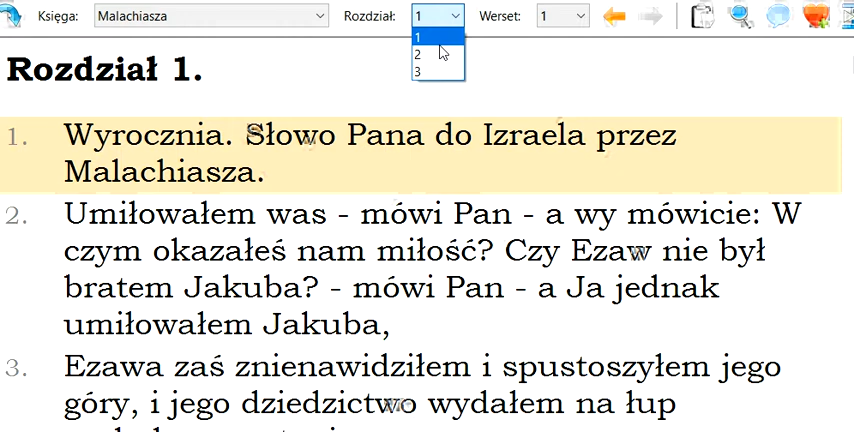 Księga: Malachiasza Rozdział: 1 Werset: 1
1
2
3
Rozdział 1.
1. Wyrocznia. Słowo Pana do Izraela przez
Malachiasza.
2. Umiłowałem was - mówi Pan - a wy mówicie: W
czym okazałeś nam miłość? Czy Ezaw nie był
bratem Jakuba? - mówi Pan - a Ja jednak
umiłowałem Jakuba,
3. Ezawa zaś znienawidziłem i spustoszyłem jego
góry, i jego dziedzictwo wydałem na łup